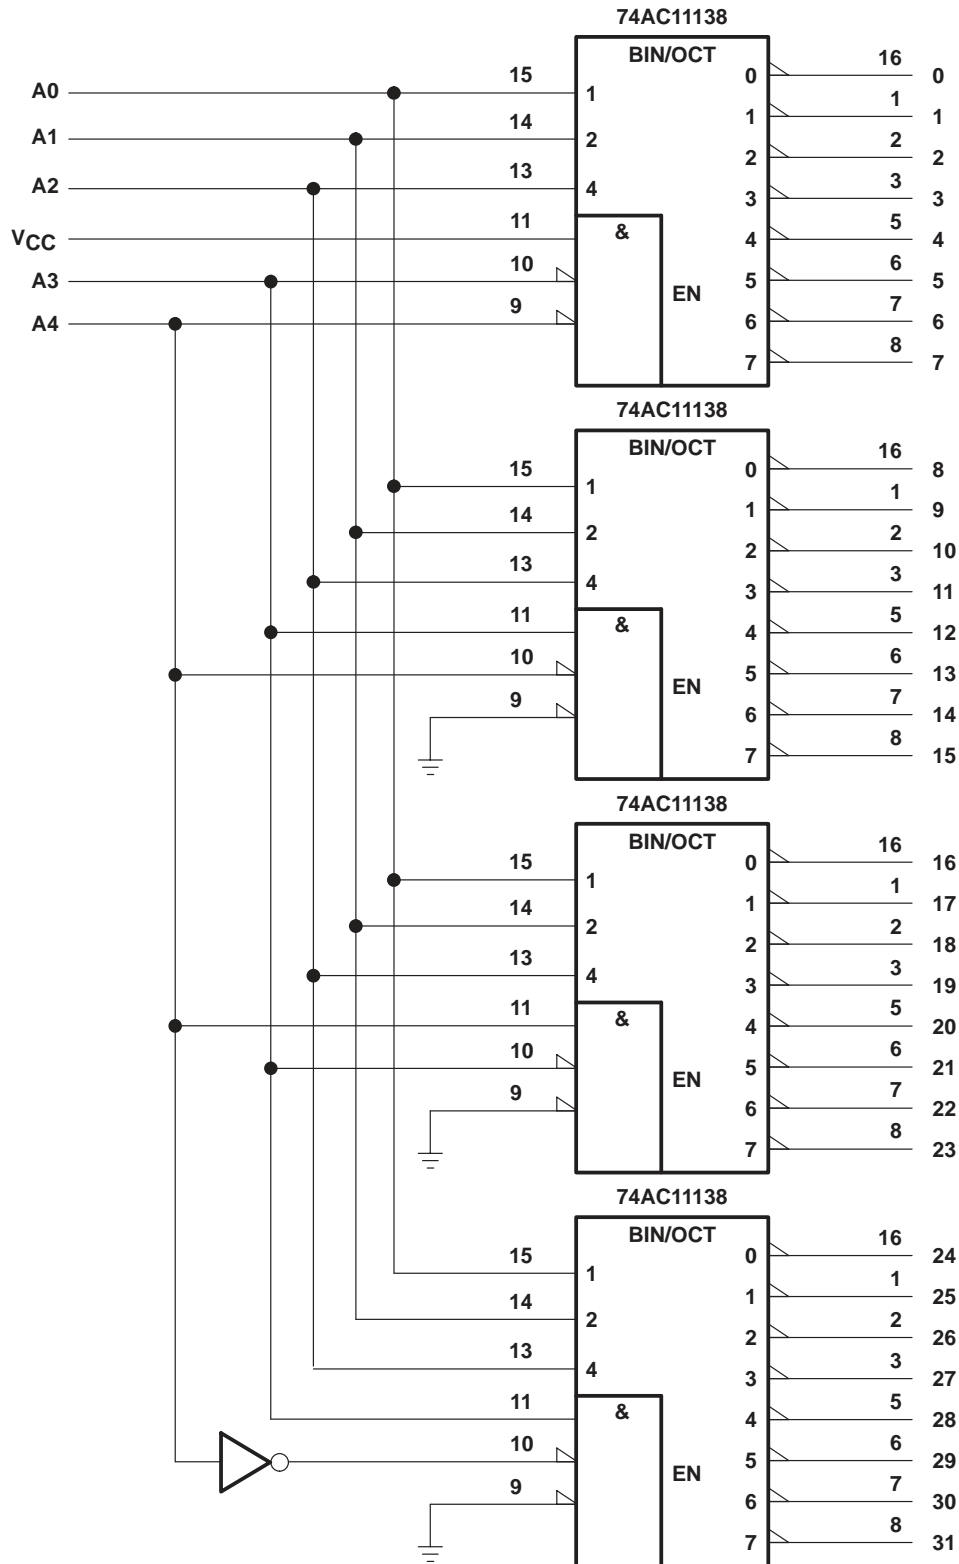 74AC11138
BIN/OCT
A0 15 1 0 16 0
A1 14 2 1 1 1
A2 13 4 2 2 2
3 3 3
VCC 11 & 4 5 4
A3 10 EN 5 6 5
A4 9 6 7 6
7 8 7
74AC11138
BIN/OCT
15 1 0 16 8
14 2 1 1 9
13 4 2 2 10
3 3 11
11 & 4 5 12
10 EN 5 6 13
9 6 7 14
7 8 15
74AC11138
BIN/OCT
15 1 0 16 16
14 2 1 1 17
13 4 2 2 18
3 3 19
11 & 4 5 20
10 EN 5 6 21
9 6 7 22
7 8 23
74AC11138
BIN/OCT
15 1 0 16 24
14 2 1 1 25
13 4 2 2 26
3 3 27
11 & 4 5 28
10 EN 5 6 29
9 6 7 30
7 8 31